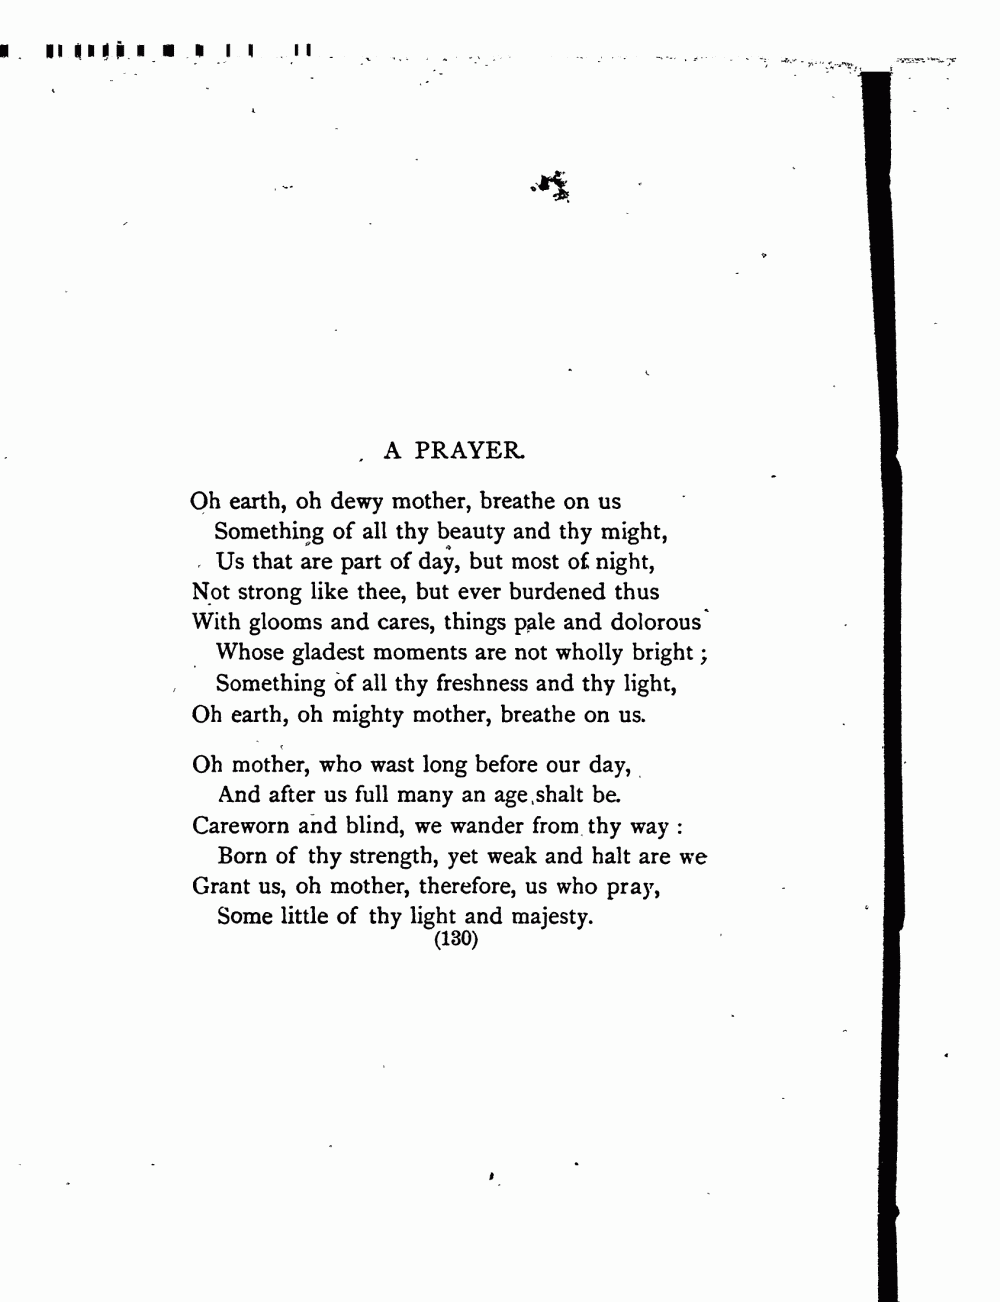 A PRAYER.
Oh earth, oh dewy mother, breathe on us
Something of all thy beauty and thy might,
Us that are part of day, but most of night,
Not strong like thee, but ever burdened thus
With glooms and cares, things pale and dolorous
Whose gladest moments are not wholly bright ;
Something of all thy freshness and thy light,
Oh earth, oh mighty mother, breathe on us.
Oh mother, who wast long before our day,
And after us full many an age shalt be.
Careworn and blind, we wander from thy way :
Born of thy strength, yet weak and halt are we
Grant us, oh mother, therefore, us who pray,
Some little of thy light and majesty.
(130)